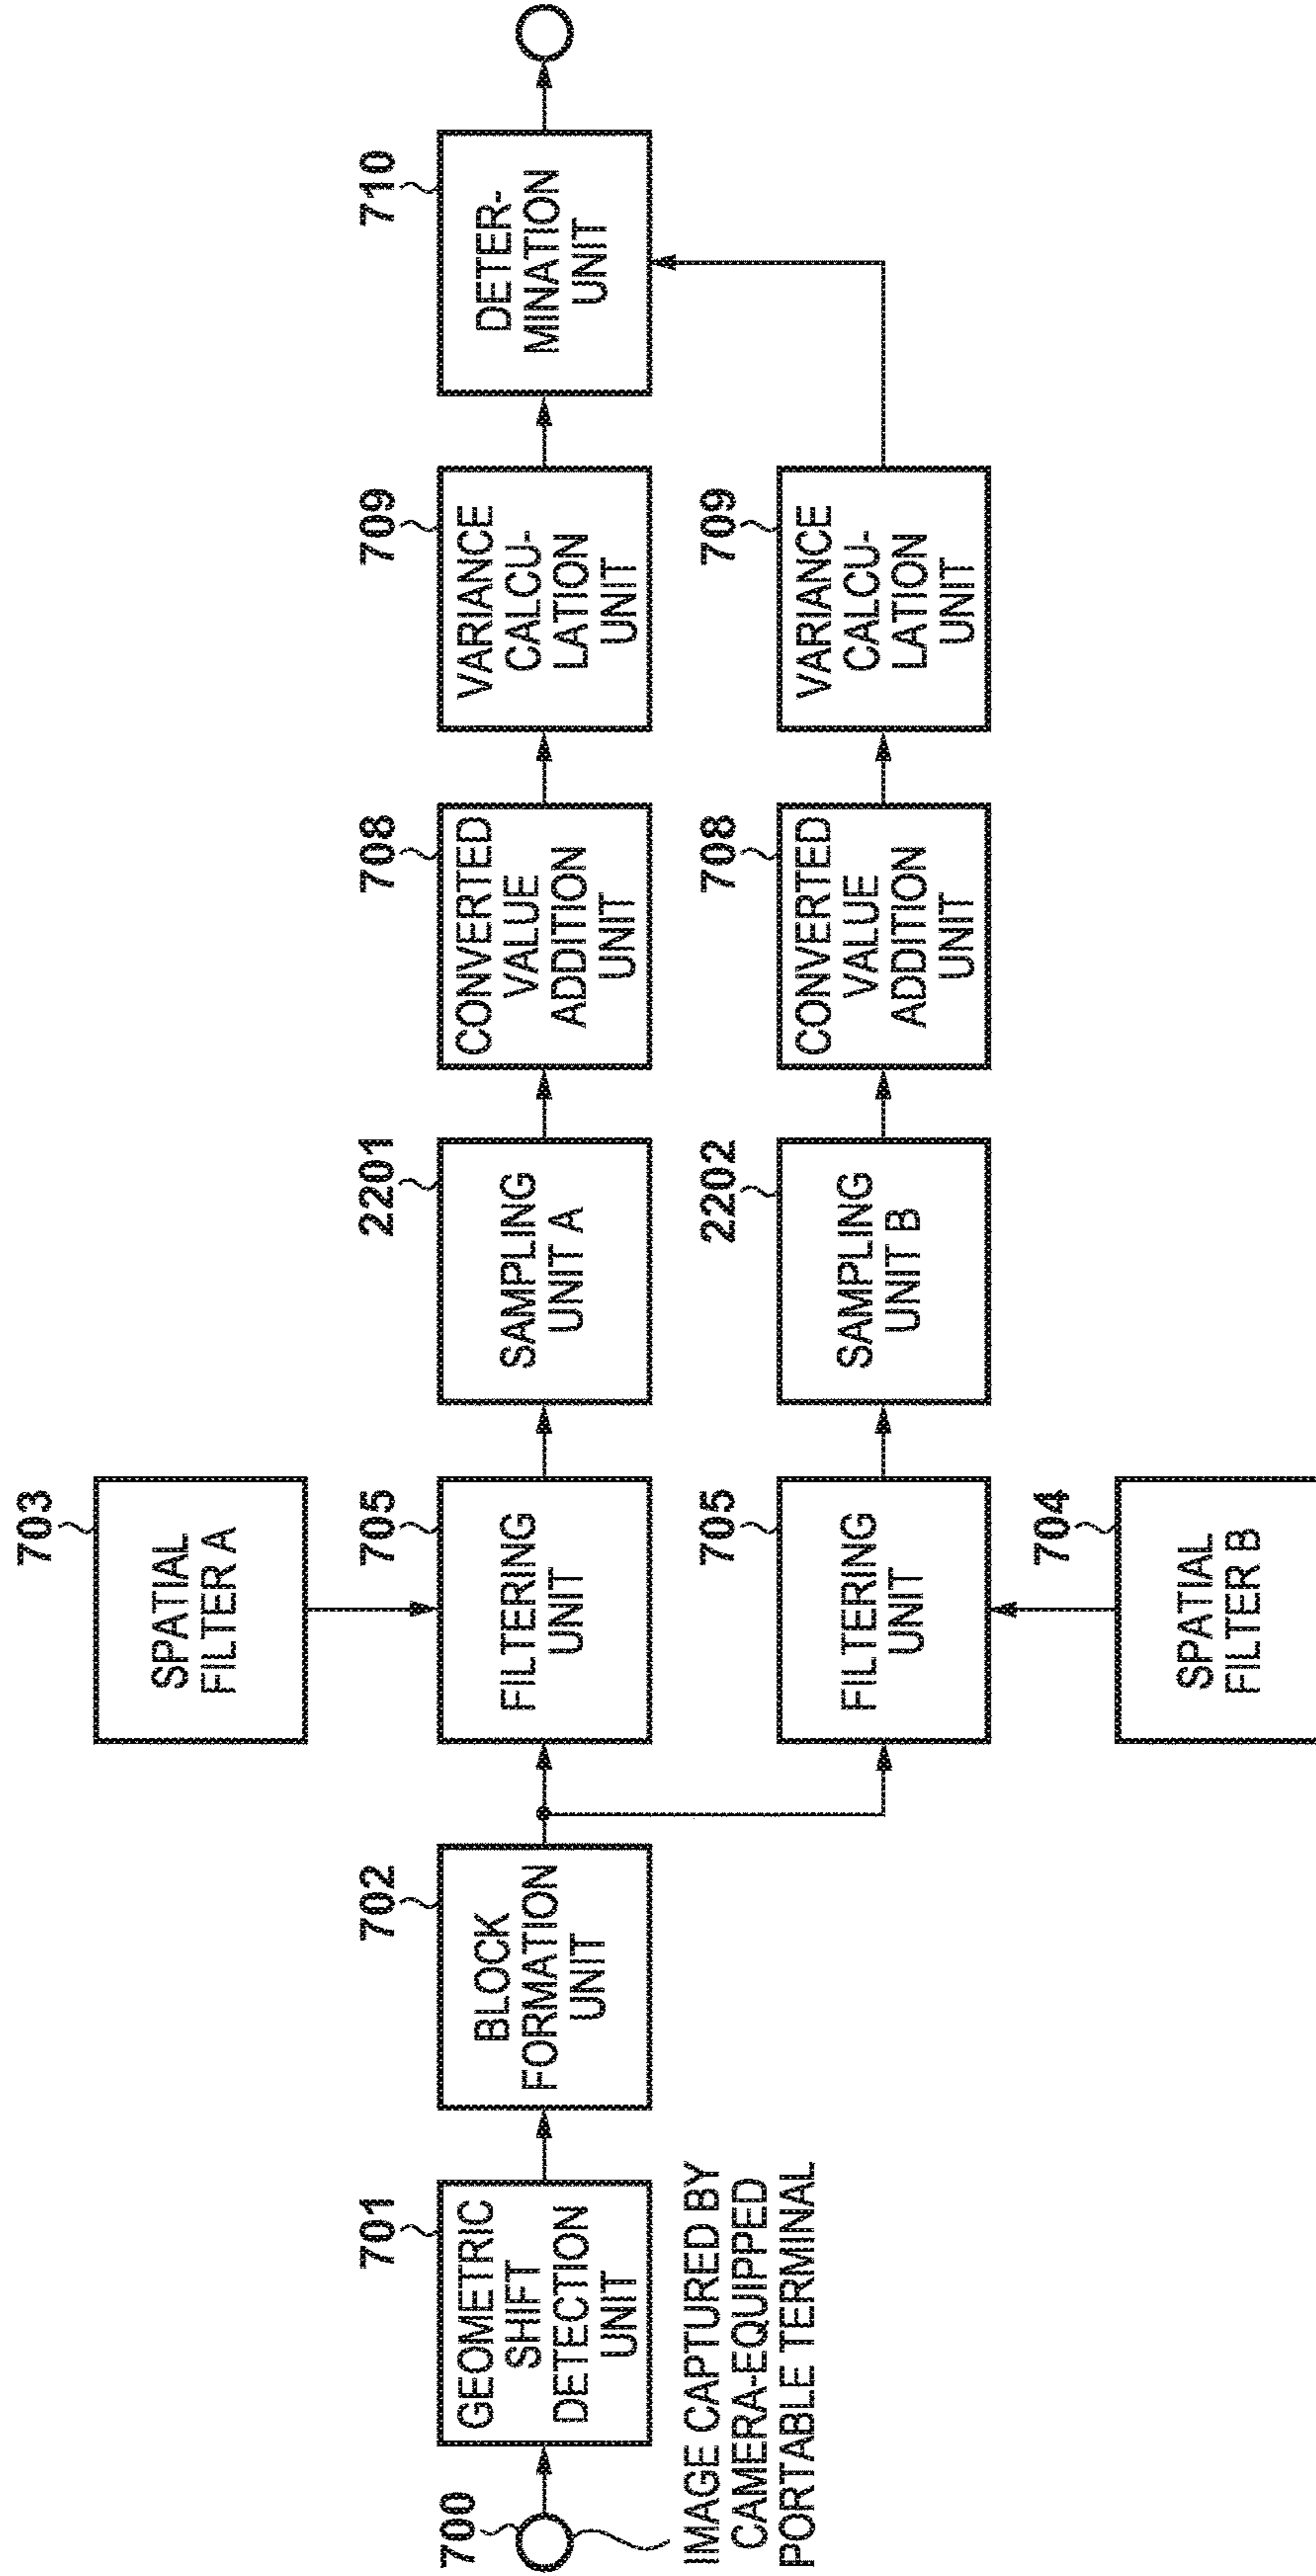 703
SPATIAL
FILTER A
700
IMAGE CAPTURED BY
CAMERA-EQUIPPED
PORTABLE TERMINAL
701
GEOMETRIC
SHIFT
DETECTION
UNIT
702
BLOCK
FORMATION
UNIT
705
FILTERING
UNIT
2201
SAMPLING
UNIT A
708
CONVERTED
VALUE
ADDITION
UNIT
709
VARIANCE
CALCU-
LATION
UNIT
710
DETER-
MINATION
UNIT
705
FILTERING
UNIT
2202
SAMPLING
UNIT B
708
CONVERTED
VALUE
ADDITION
UNIT
709
VARIANCE
CALCU-
LATION
UNIT
704
SPATIAL
FILTER B